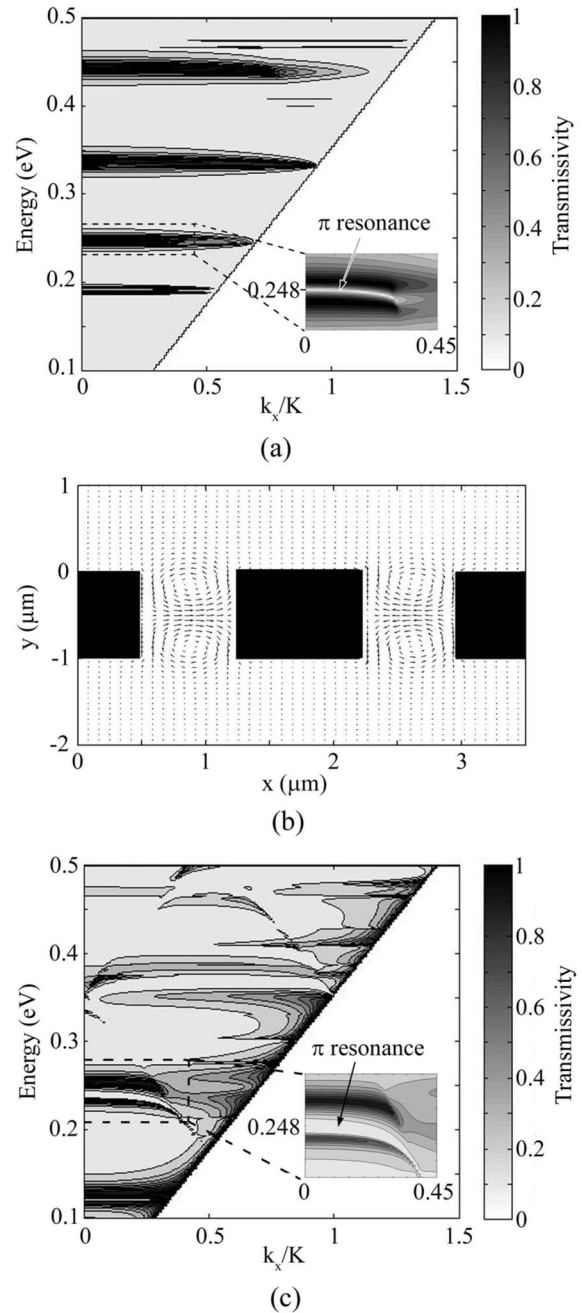 0.5
0.4
0.3
0.2
0.1
Energy (eV)
π resonance
0.248
0 0.45
0 0.5 1 1.5
k_x/K
1
0.8
0.6
0.4
0.2
0
Transmissivity
(a)
1
0
-1
-2
y (μm)
0 1 2 3
x (μm)
(b)
0.5
0.4
0.3
0.2
0.1
Energy (eV)
π resonance
0.248
0 0.45
0 0.5 1 1.5
k_x/K
1
0.8
0.6
0.4
0.2
0
Transmissivity
(c)